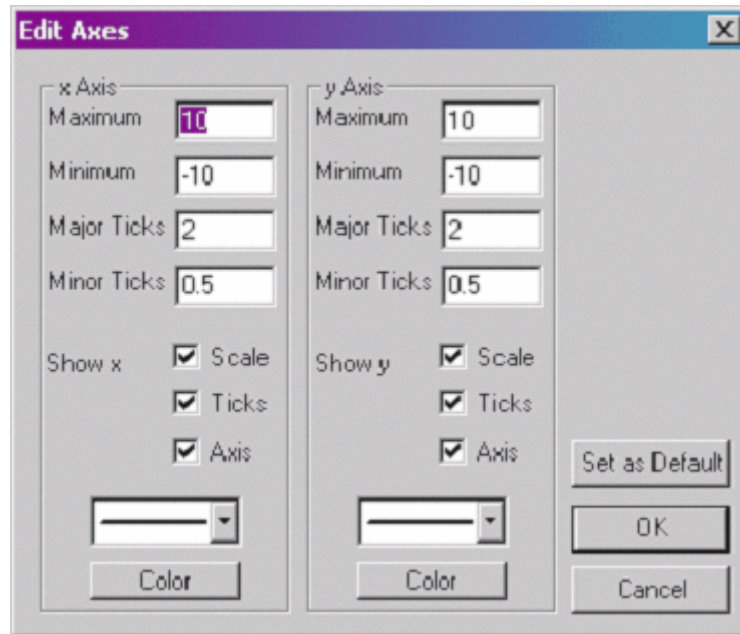 Edit Axes
x Axis
Maximum 10
Minimum -10
Major Ticks 2
Minor Ticks 0.5
Show x Scale
Ticks
Axis
Color
y Axis
Maximum 10
Minimum -10
Major Ticks 2
Minor Ticks 0.5
Show y Scale
Ticks
Axis
Color
Set as Default
OK
Cancel